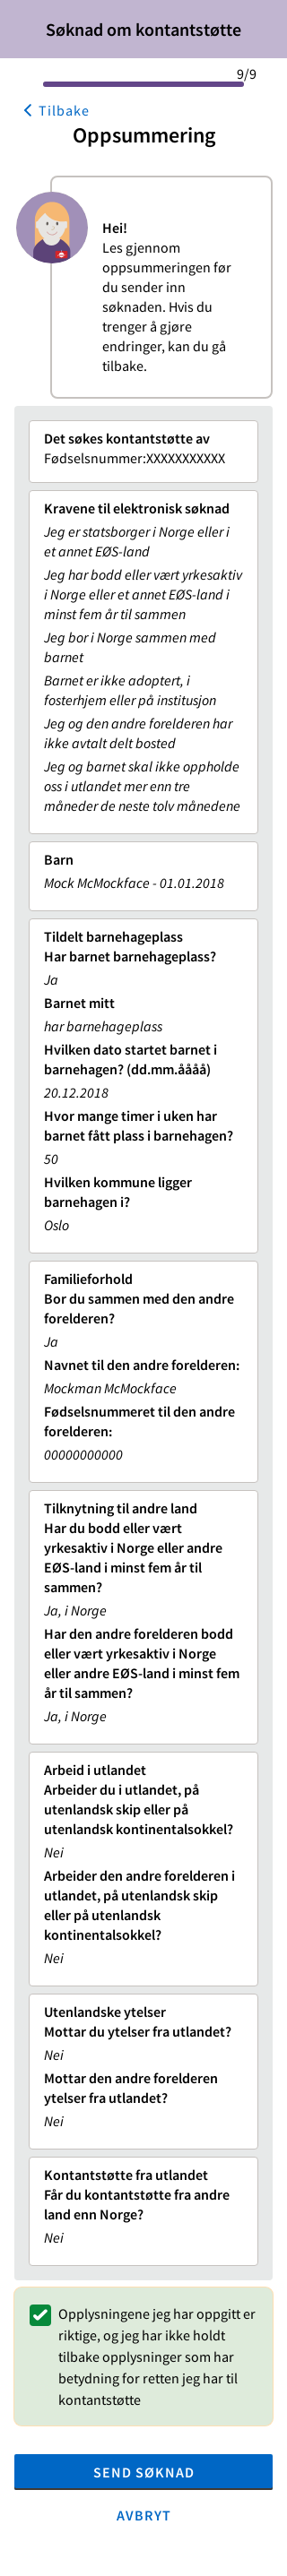 Søknad om kontantstøtte
9/9
Tilbake
Oppsummering
Hei!
Les gjennom
oppsummeringen før
du sender inn
søknaden. Hvis du
trenger å gjøre
endringer, kan du gå
tilbake.
Det søkes kontantstøtte av
Fødselsnummer:XXXXXXXXXXX
Kravene til elektronisk søknad
Jeg er statsborger i Norge eller i
et annet EØS-land
Jeg har bodd eller vært yrkesaktiv
i Norge eller et annet EØS-land i
minst fem år til sammen
Jeg bor i Norge sammen med
barnet
Barnet er ikke adoptert, i
fosterhjem eller på institusjon
Jeg og den andre forelderen har
ikke avtalt delt bosted
Jeg og barnet skal ikke oppholde
oss i utlandet mer enn tre
måneder de neste tolv månedene
Barn
Mock McMockface - 01.01.2018
Tildelt barnehageplass
Har barnet barnehageplass?
Ja
Barnet mitt
har barnehageplass
Hvilken dato startet barnet i
barnehagen? (dd.mm.åååå)
20.12.2018
Hvor mange timer i uken har
barnet fått plass i barnehagen?
50
Hvilken kommune ligger
barnehagen i?
Oslo
Familieforhold
Bor du sammen med den andre
forelderen?
Ja
Navnet til den andre forelderen:
Mockman McMockface
Fødselsnummeret til den andre
forelderen:
00000000000
Tilknytning til andre land
Har du bodd eller vært
yrkesaktiv i Norge eller andre
EØS-land i minst fem år til
sammen?
Ja, i Norge
Har den andre forelderen bodd
eller vært yrkesaktiv i Norge
eller andre EØS-land i minst fem
år til sammen?
Ja, i Norge
Arbeid i utlandet
Arbeider du i utlandet, på
utenlandsk skip eller på
utenlandsk kontinentalsokkel?
Nei
Arbeider den andre forelderen i
utlandet, på utenlandsk skip
eller på utenlandsk
kontinentalsokkel?
Nei
Utenlandske ytelser
Mottar du ytelser fra utlandet?
Nei
Mottar den andre forelderen
ytelser fra utlandet?
Nei
Kontantstøtte fra utlandet
Får du kontantstøtte fra andre
land enn Norge?
Nei
Opplysningene jeg har oppgitt er
riktige, og jeg har ikke holdt
tilbake opplysninger som har
betydning for retten jeg har til
kontantstøtte
SEND SØKNAD
AVBRYT